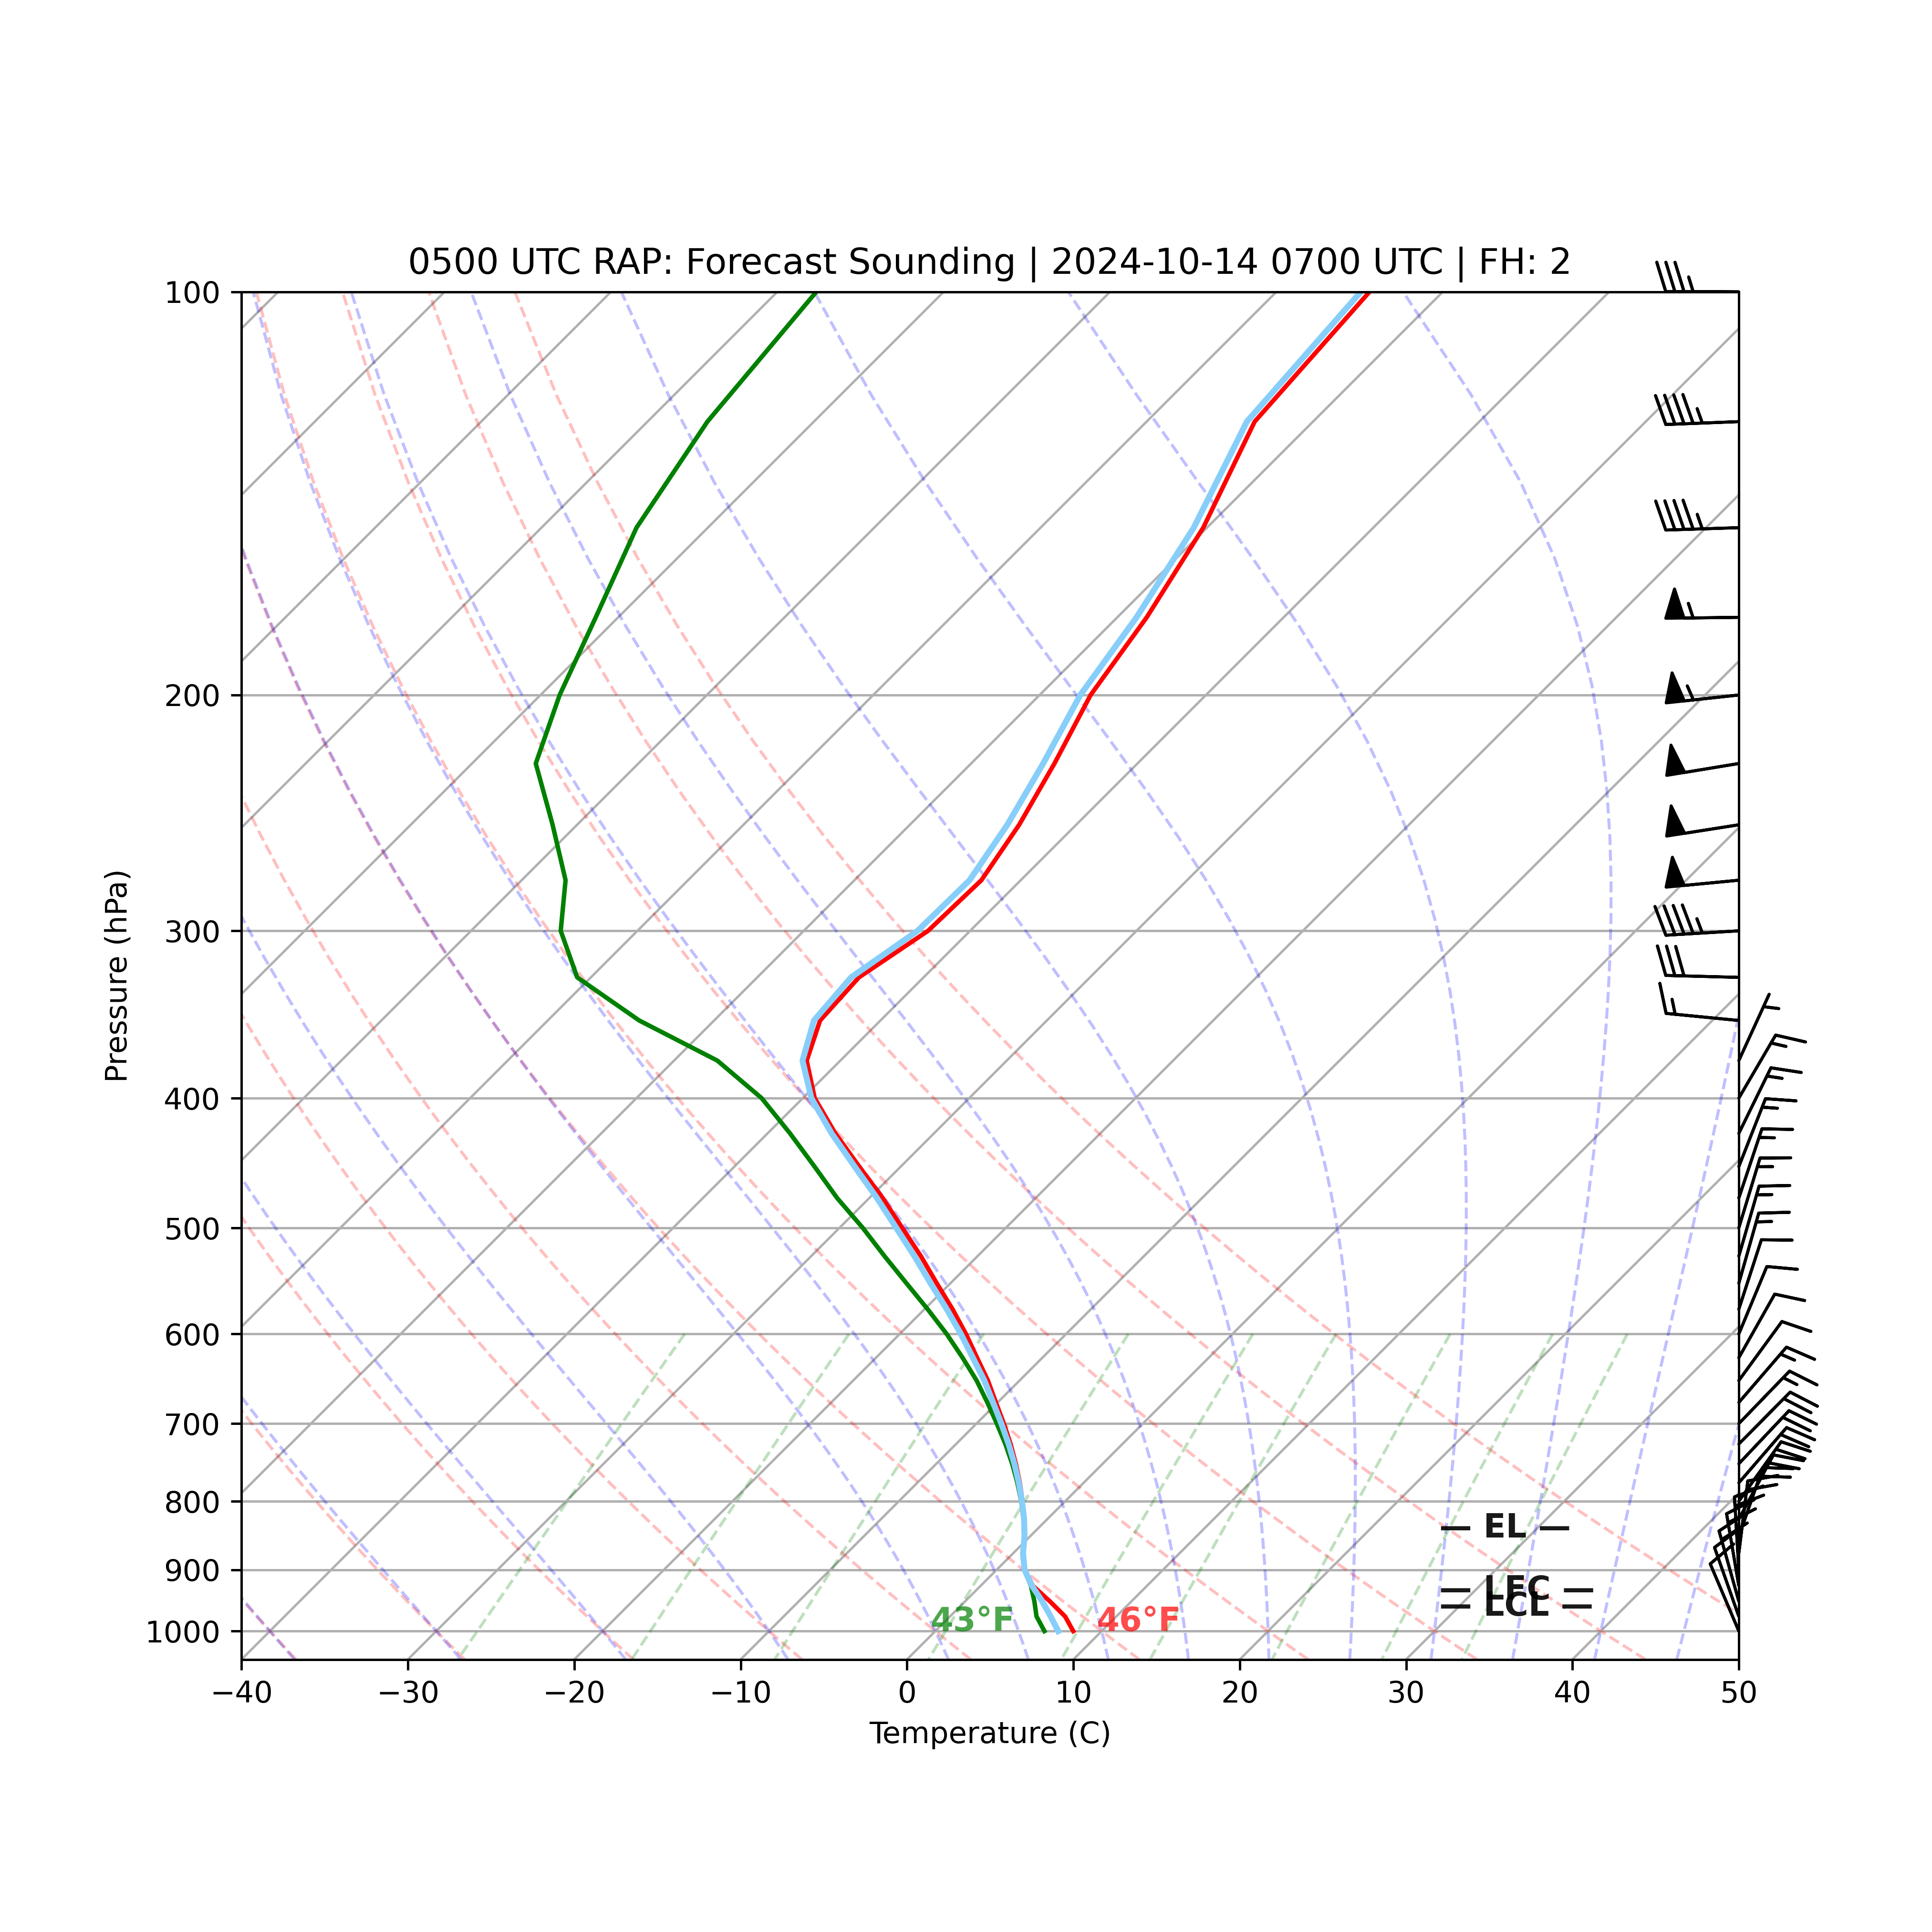 0500 UTC RAP: Forecast Sounding | 2024-10-14 0700 UTC | FH: 2
100
200
300
400
500
600
700
800
900
1000
Pressure (hPa)
— EL —
— LFC —
— LCL —
43°F
46°F
−40
−30
−20
−10
0
10
20
30
40
50
Temperature (C)